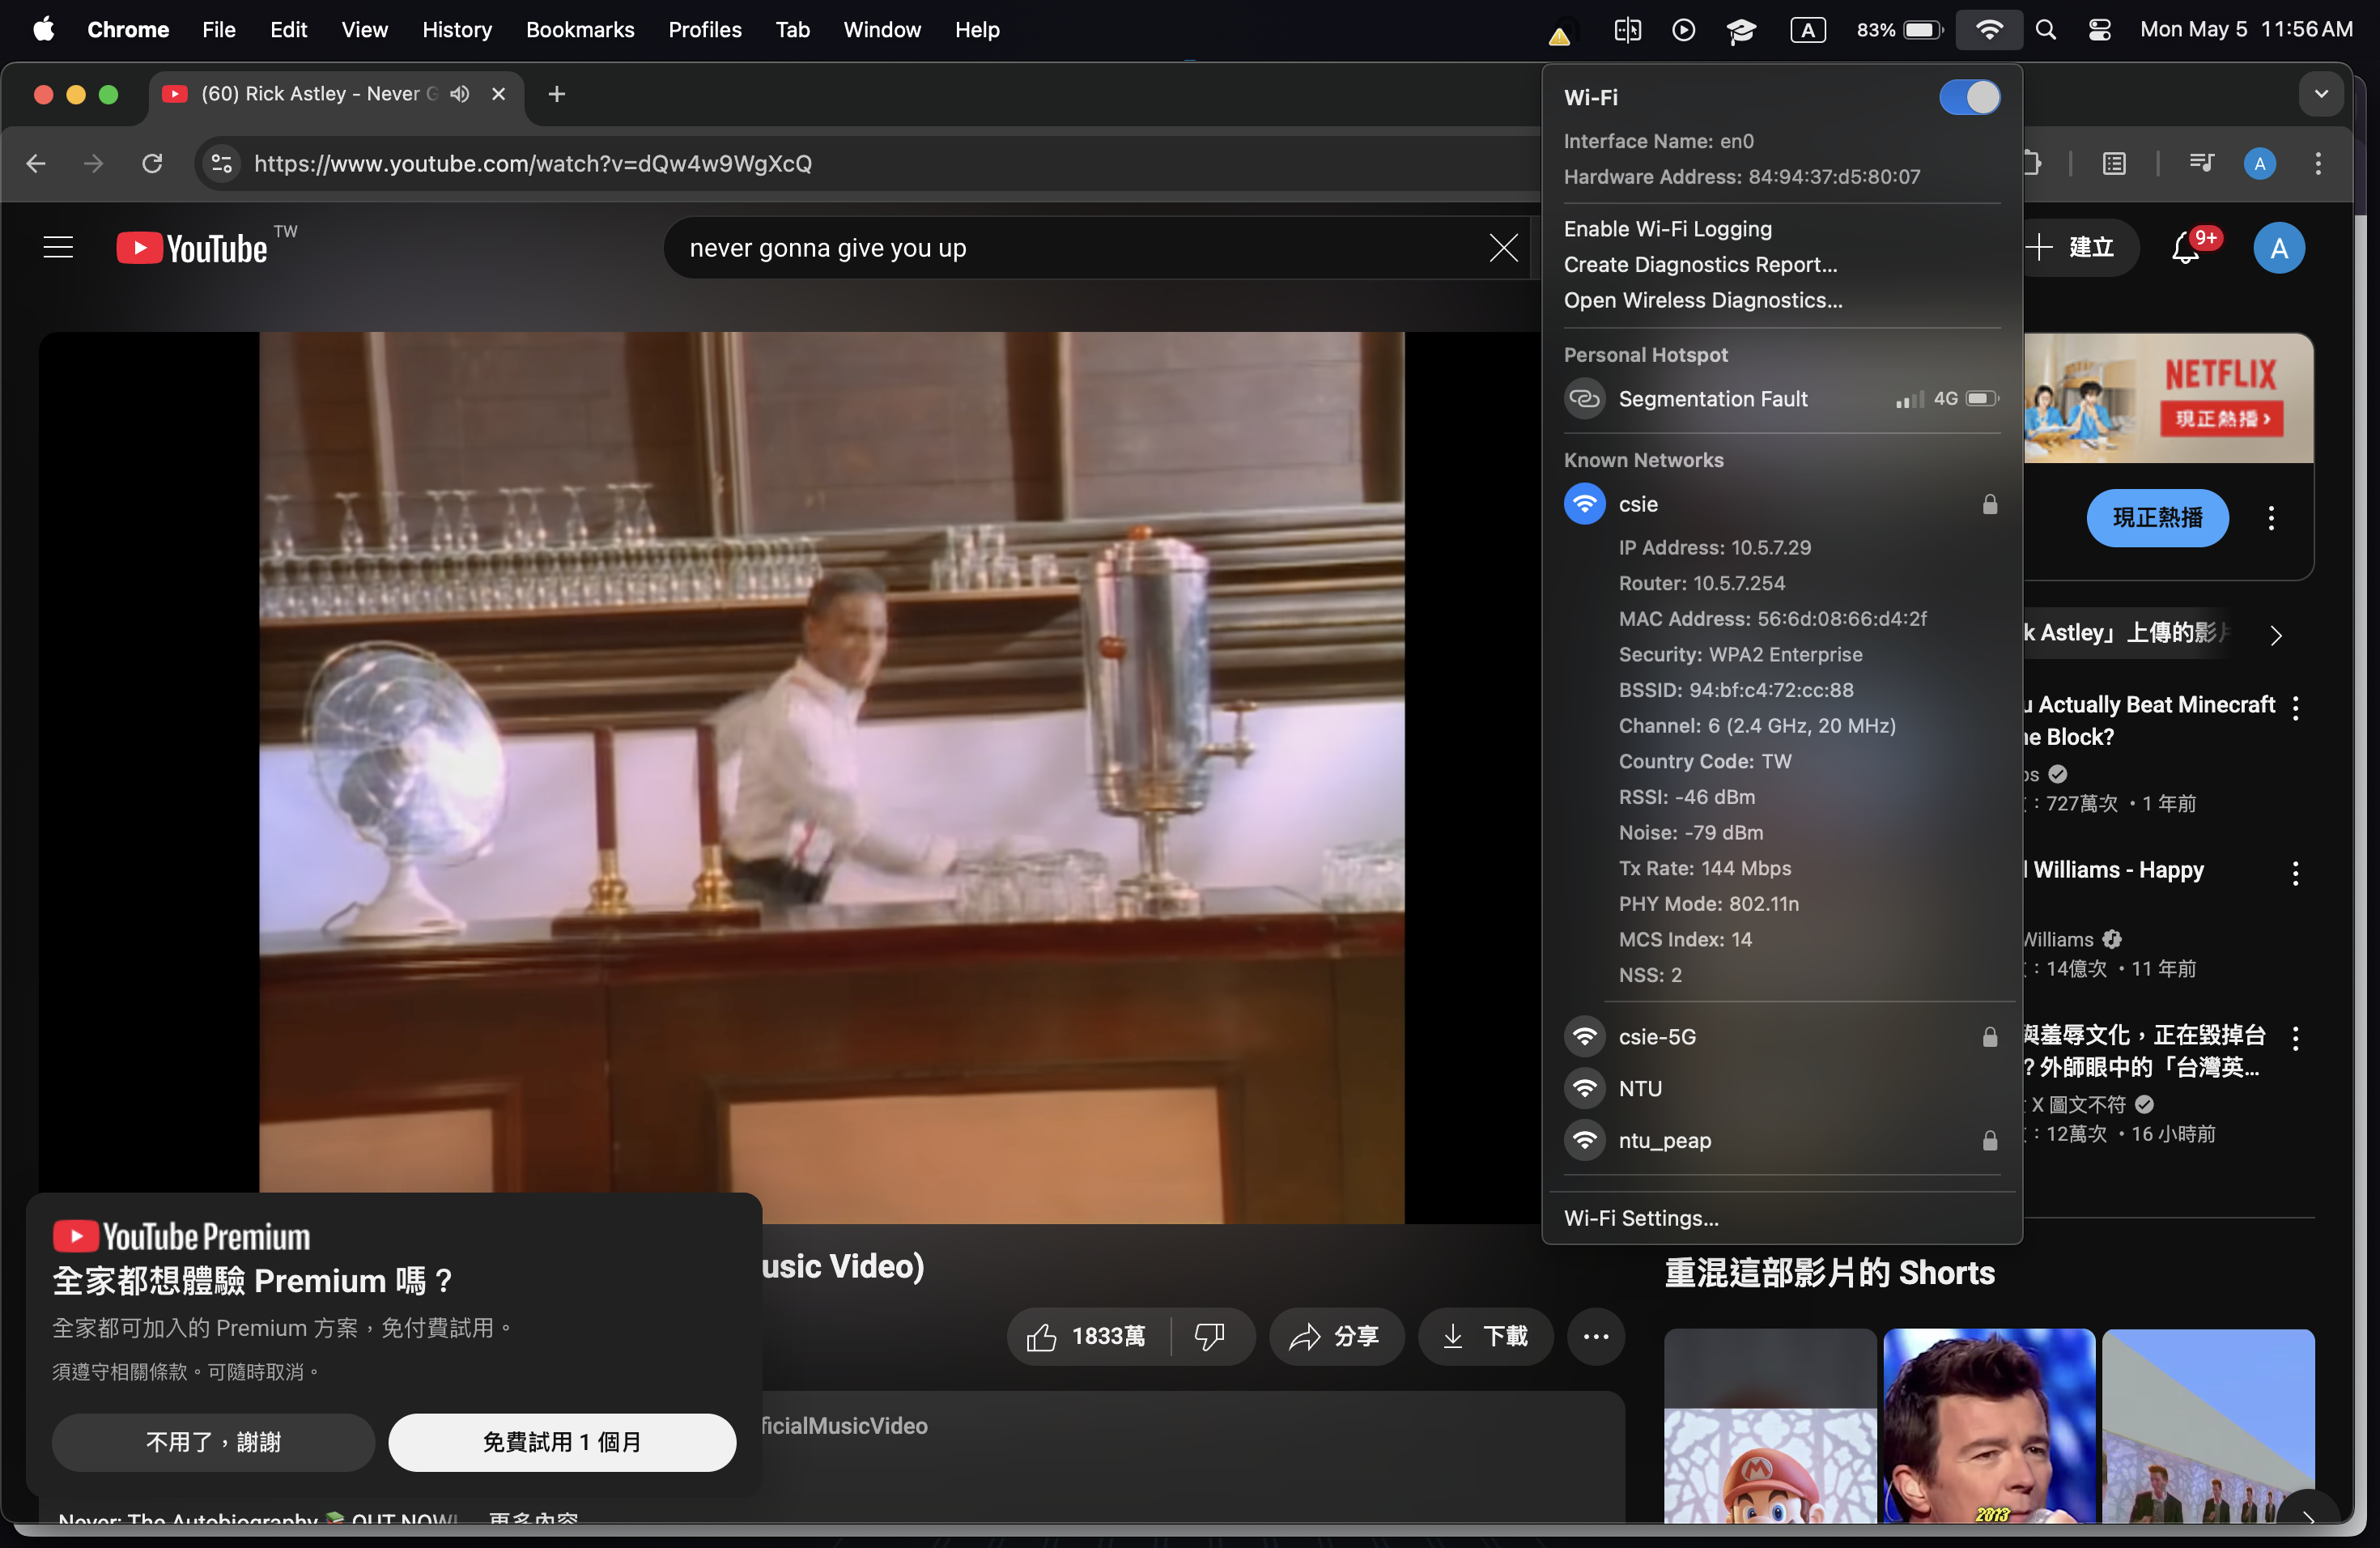 Chrome File Edit View History Bookmarks Profiles Tab Window Help A 83% Mon May 5 11:56 AM
(60) Rick Astley - Never G
https://www.youtube.com/watch?v=dQw4w9WgXcQ
A
YouTube TW
never gonna give you up
建立
9+
A
Wi-Fi
Interface Name: en0
Hardware Address: 84:94:37:d5:80:07
Enable Wi-Fi Logging
Create Diagnostics Report...
Open Wireless Diagnostics...
Personal Hotspot
Segmentation Fault 4G
Known Networks
csie
IP Address: 10.5.7.29
Router: 10.5.7.254
MAC Address: 56:6d:08:66:d4:2f
Security: WPA2 Enterprise
BSSID: 94:bf:c4:72:cc:88
Channel: 6 (2.4 GHz, 20 MHz)
Country Code: TW
RSSI: -46 dBm
Noise: -79 dBm
Tx Rate: 144 Mbps
PHY Mode: 802.11n
MCS Index: 14
NSS: 2
csie-5G
NTU
ntu_peap
Wi-Fi Settings...
NETFLIX
現正熱播 ›
現正熱播
k Astley」上傳的影片
u Actually Beat Minecraft
ne Block?
ps
：727萬次 ・1 年前
l Williams - Happy
Williams
：14億次 ・11 年前
與羞辱文化，正在毀掉台
？外師眼中的「台灣英...
X 圖文不符
：12萬次 ・16 小時前
重混這部影片的 Shorts
2013
usic Video)
1833萬
分享
下載
ficialMusicVideo
YouTube Premium
全家都想體驗 Premium 嗎？
全家都可加入的 Premium 方案，免付費試用。
須遵守相關條款。可隨時取消。
不用了，謝謝
免費試用 1 個月
Never: The Autobiography 📚 OUT NOW! ...更多內容